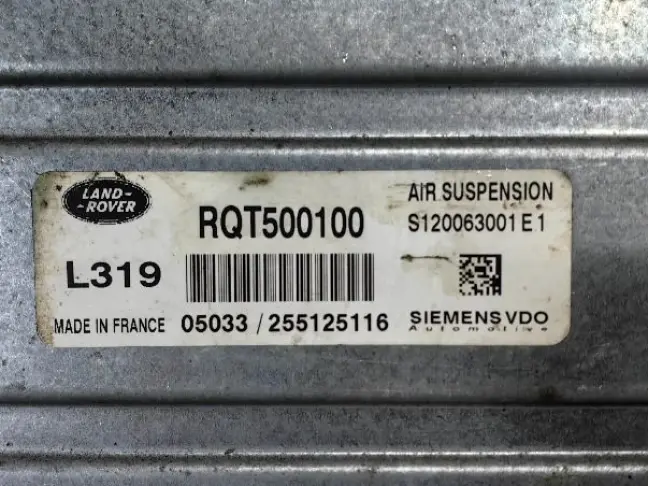 LAND-
-ROVER
RQT500100
AIR SUSPENSION
S120063001 E 1
L319
MADE IN FRANCE
05033 / 255125116
SIEMENS VDO
Automotive